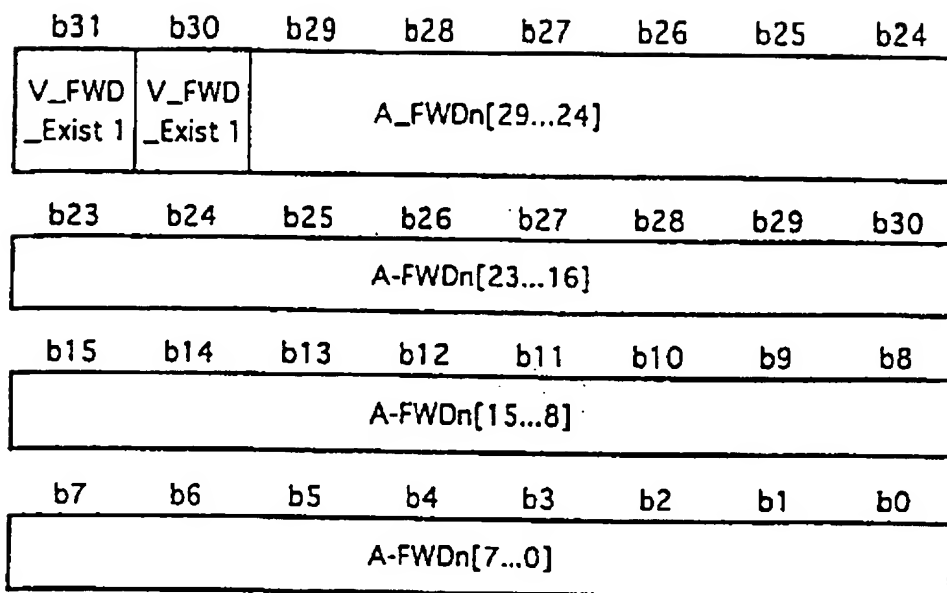 b31 b30 b29 b28 b27 b26 b25 b24
V_FWD V_FWD
_Exist 1 _Exist 1
A_FWDn[29...24]
b23 b24 b25 b26 b27 b28 b29 b30
A-FWDn[23...16]
b15 b14 b13 b12 b11 b10 b9 b8
A-FWDn[15...8]
b7 b6 b5 b4 b3 b2 b1 b0
A-FWDn[7...0]